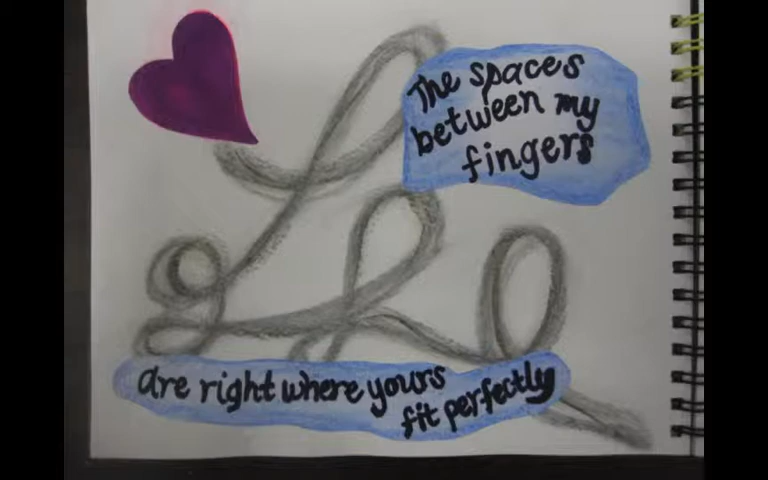 The spaces
between my
fingers
are right where yours
fit perfectly